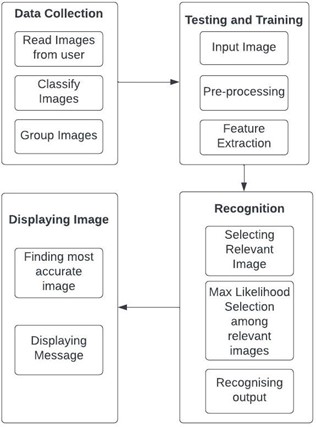 Data Collection
Read Images
from user
Classify
Images
Group Images
Testing and Training
Input Image
Pre-processing
Feature
Extraction
Recognition
Selecting
Relevant
Image
Max Likelihood
Selection
among
relevant
images
Recognising
output
Displaying Image
Finding most
accurate
image
Displaying
Message